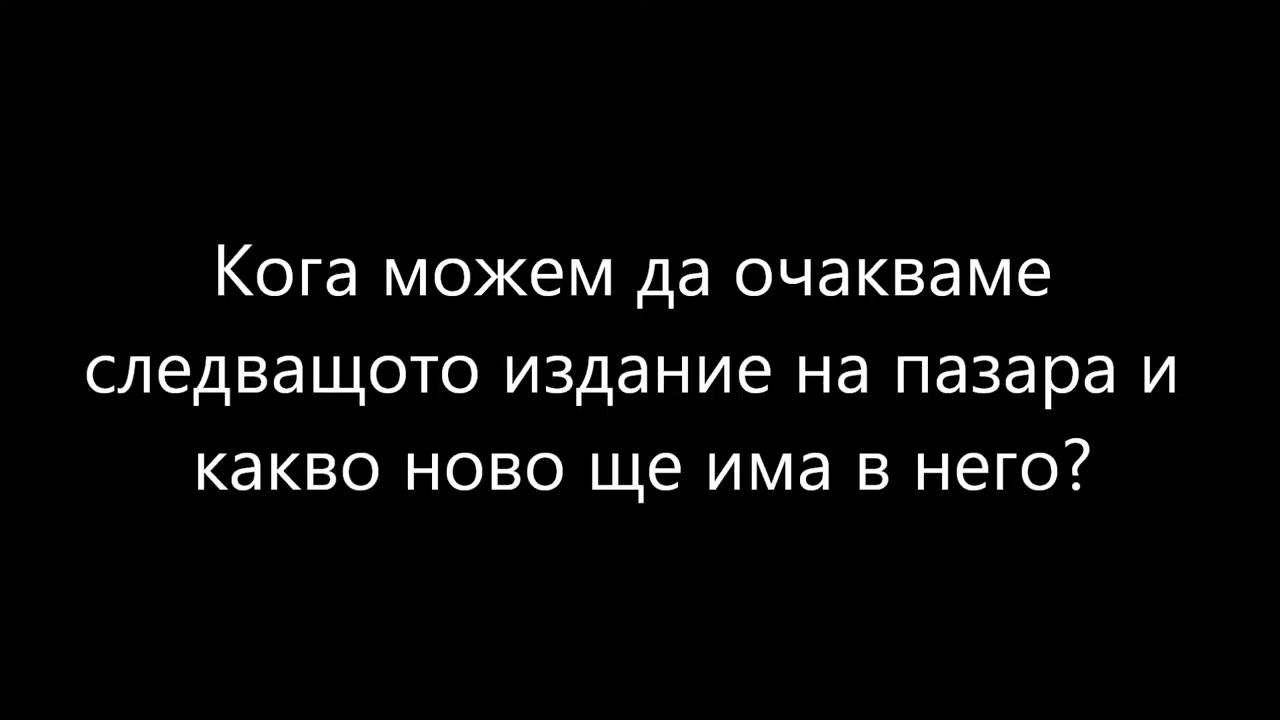 Кога можем да очакваме
следващото издание на пазара и
какво ново ще има в него?